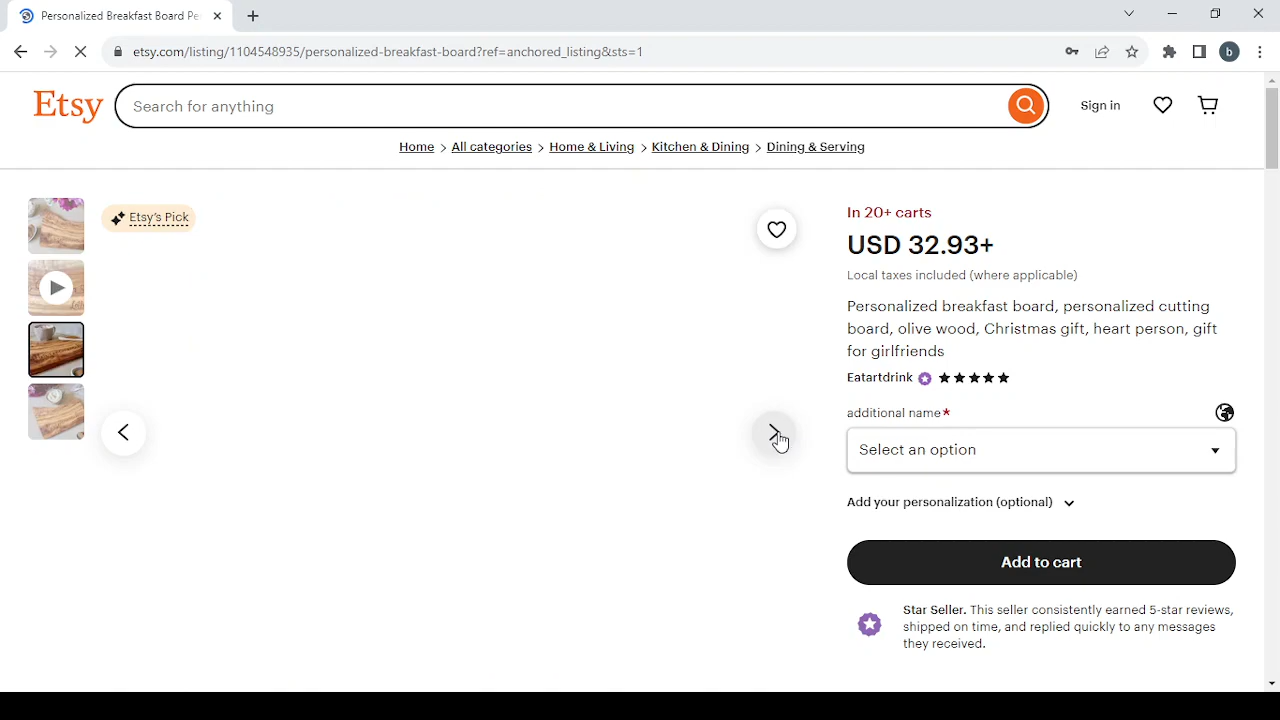 Personalized Breakfast Board Pe
etsy.com/listing/1104548935/personalized-breakfast-board?ref=anchored_listing&sts=1
b
Etsy
Search for anything
Sign in
Home > All categories > Home & Living > Kitchen & Dining > Dining & Serving
Etsy's Pick
In 20+ carts
USD 32.93+
Local taxes included (where applicable)
Personalized breakfast board, personalized cutting
board, olive wood, Christmas gift, heart person, gift
for girlfriends
Eatartdrink
additional name*
Select an option
Add your personalization (optional)
Add to cart
Star Seller. This seller consistently earned 5-star reviews,
shipped on time, and replied quickly to any messages
they received.